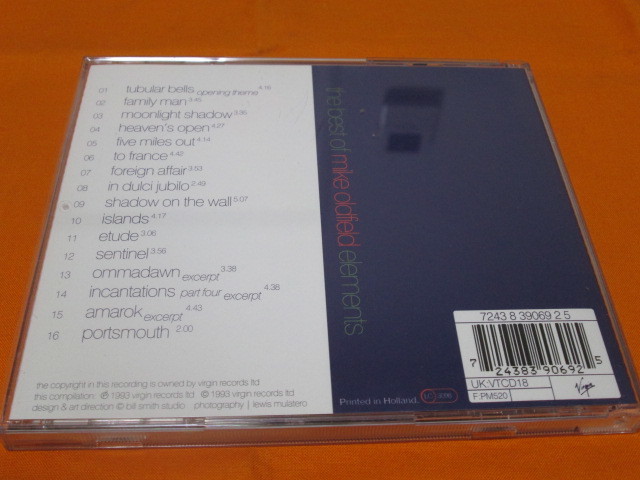 01 tubular bells opening theme 4.16
02 family man 3.45
03 moonlight shadow 3.35
04 heaven's open 4.27
05 five miles out 4.14
06 to france 4.42
07 foreign affair 3.53
08 in dulci jubilo 2.49
09 shadow on the wall 5.07
10 islands 4.17
11 etude 3.06
12 sentinel 3.56
13 ommadawn excerpt 3.38
14 incantations part four excerpt 4.38
15 amarok excerpt 4.43
16 portsmouth 2.00
the copyright in this recording is owned by virgin records ltd
this compilation: ℗ 1993 virgin records ltd © 1993 virgin records ltd
design & art direction © bill smith studio photography | lewis mulatero
the best of mike oldfield elements
Printed in Holland.
7243 8 39069 2 5
7 24383 90692 5
UK:VTCD18
F:PM520
Virgin